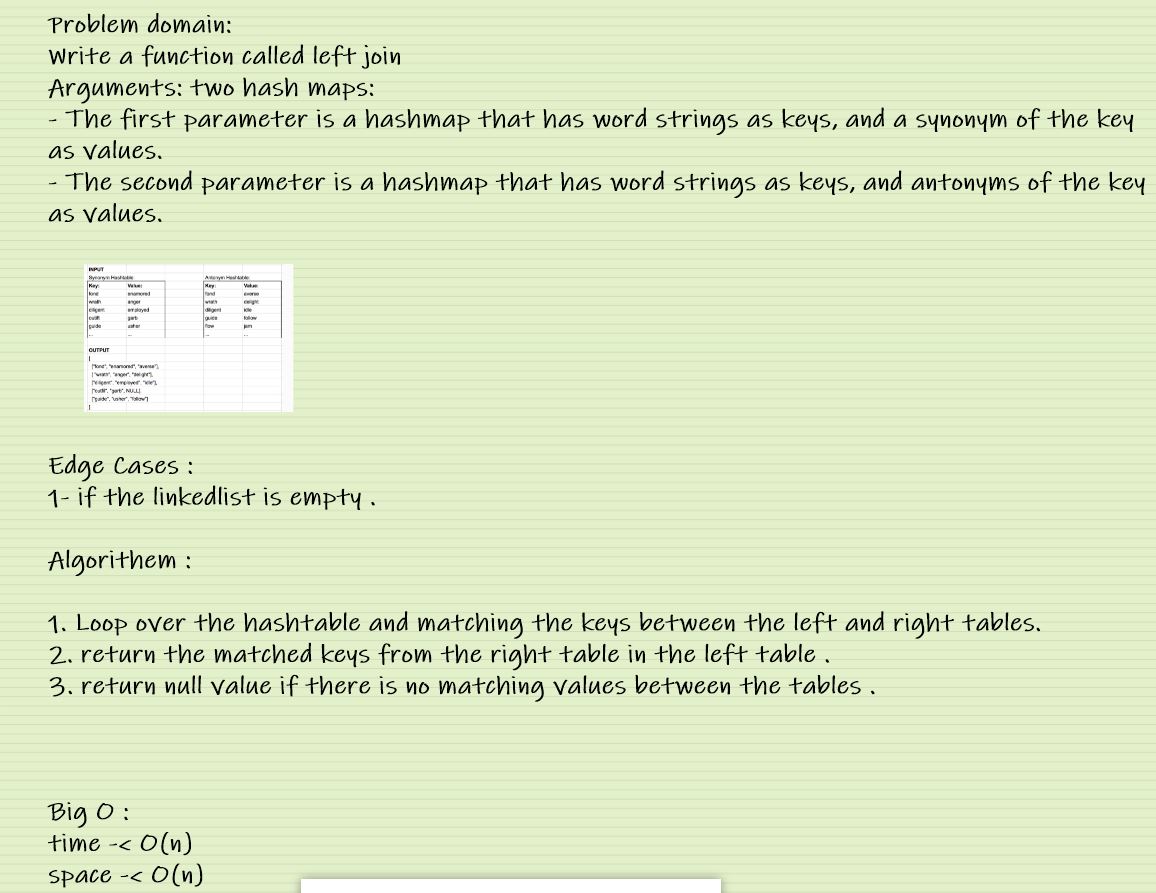 Problem domain:
Write a function called left join
Arguments: two hash maps:
- The first parameter is a hashmap that has word strings as keys, and a synonym of the key
as values.
- The second parameter is a hashmap that has word strings as keys, and antonyms of the key
as values.
INPUT
Synonym Hashtable: Antonym Hashtable:
Key: Value: Key: Value:
fond enamored fond averse
wrath anger wrath delight
diligent employed diligent idle
outfit garb guide follow
guide usher flow jam
... ... ... ...
OUTPUT
[
["fond", "enamored", "averse"],
["wrath", "anger", "delight"],
["diligent", "employed", "idle"],
["outfit", "garb", NULL],
["guide", "usher", "follow"]
]
Edge Cases :
1- if the linkedlist is empty .
Algorithem :
1. Loop over the hashtable and matching the keys between the left and right tables.
2. return the matched keys from the right table in the left table .
3. return null value if there is no matching values between the tables .
Big O :
time -< O(n)
space -< O(n)